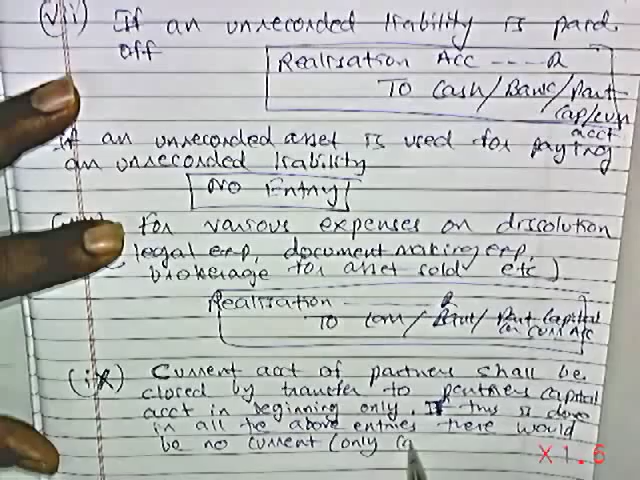 (vii) If an unrecorded liability is paid
off
Realisation Acc ---- Dr
To Cash/Bank/Part
Cap/curr
acct
If an unrecorded asset is used for paying
an unrecorded liability
No Entry
For various expenses on dissolution
(legal exp, document making exp,
brokerage for asset sold etc)
Realisation Dr
To Cash/Bank/Part Capital
or Curr A/c
(ix) Current acct of partners shall be
closed by transfer to partners capital
acct in beginning only. If this is done
in all the above entries there would
be no current (only
X1.6